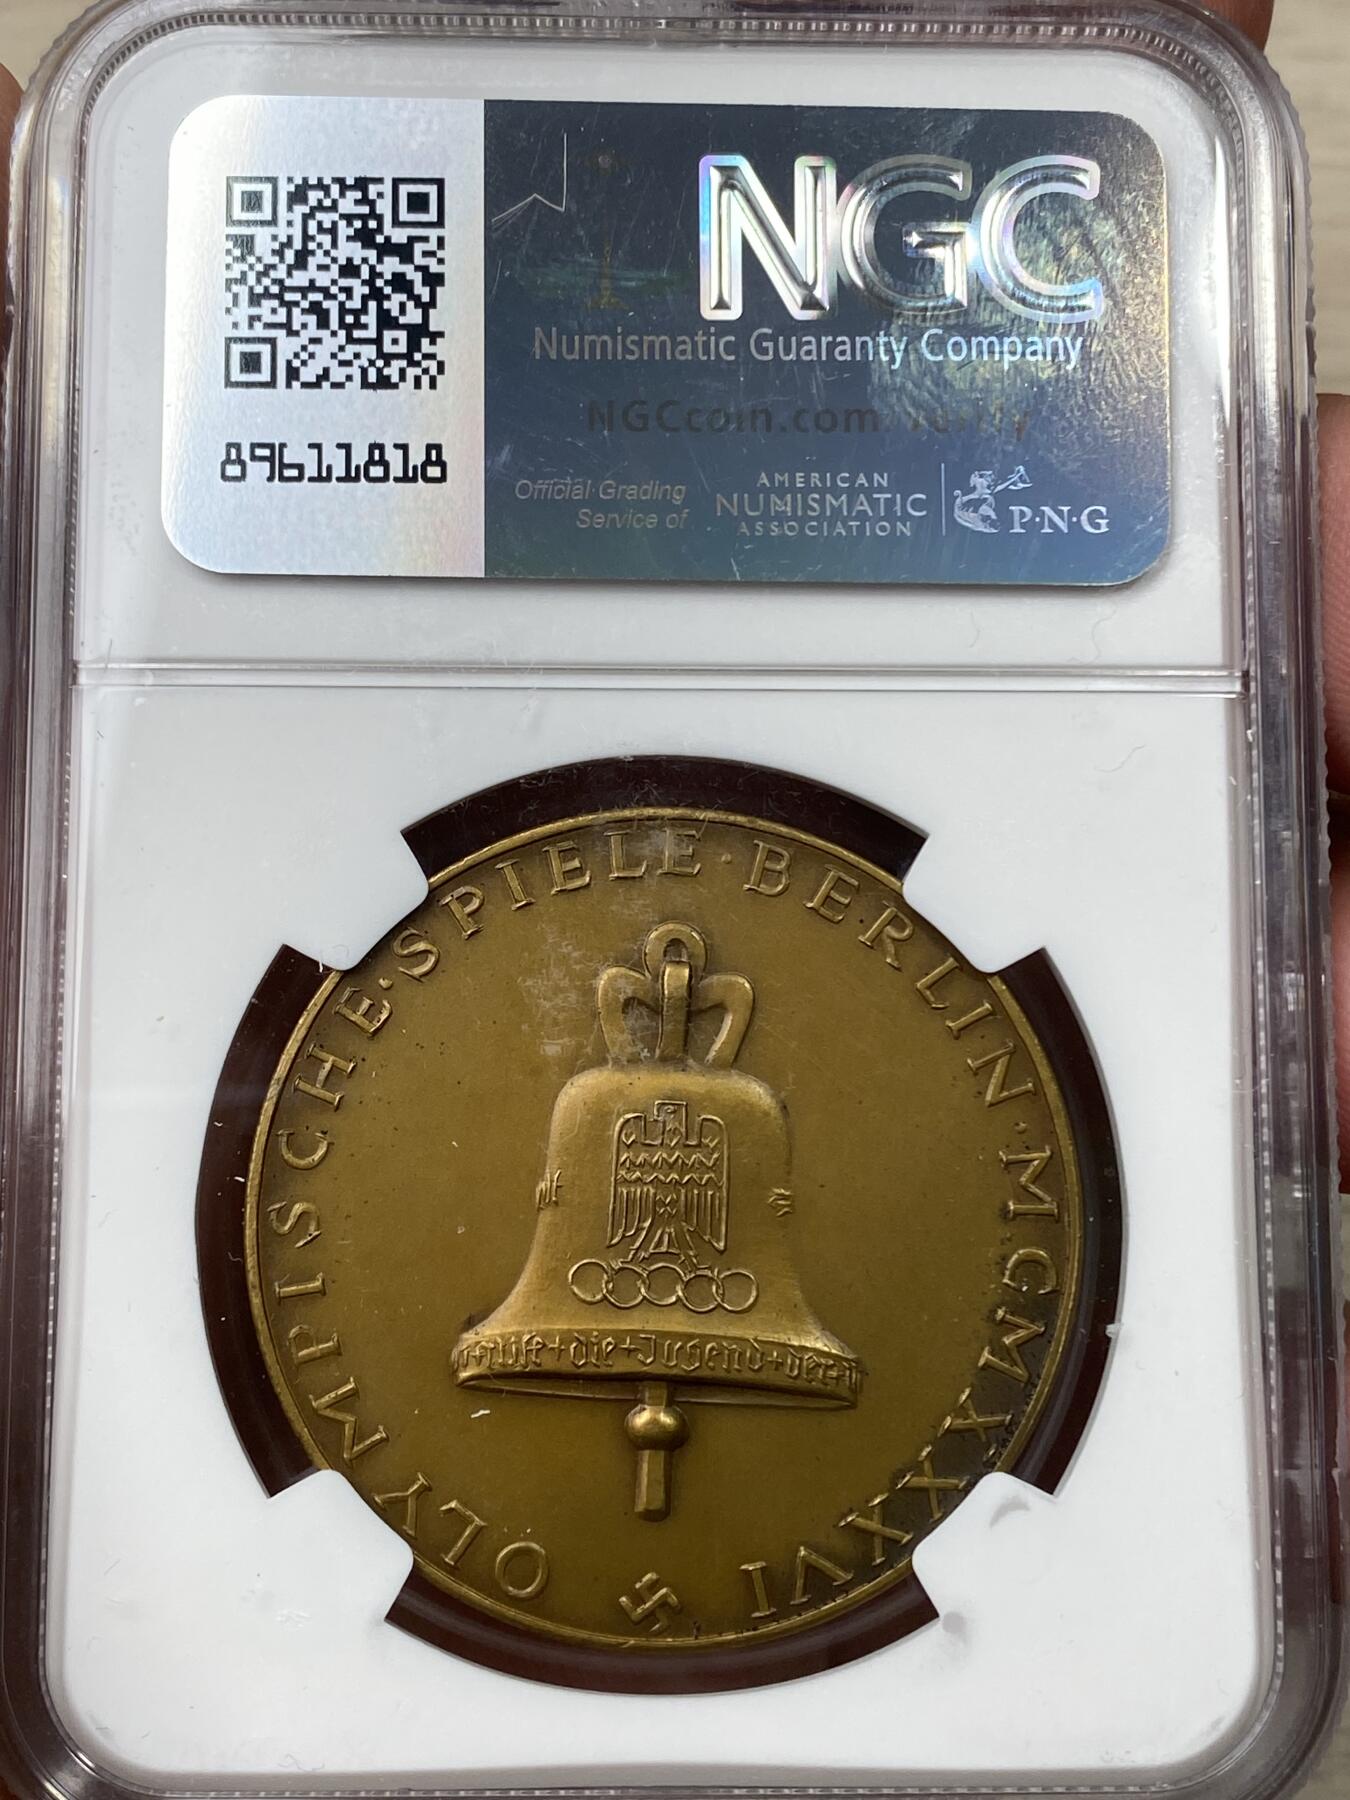 NGC
Numismatic Guaranty Company
NGCcoin.com/verify
89611818
Official Grading
Service of
AMERICAN
NUMISMATIC
ASSOCIATION
P·N·G
OLYMPISCHE·SPIELE·BERLIN·MCMXXXVI
die+Jugend+der